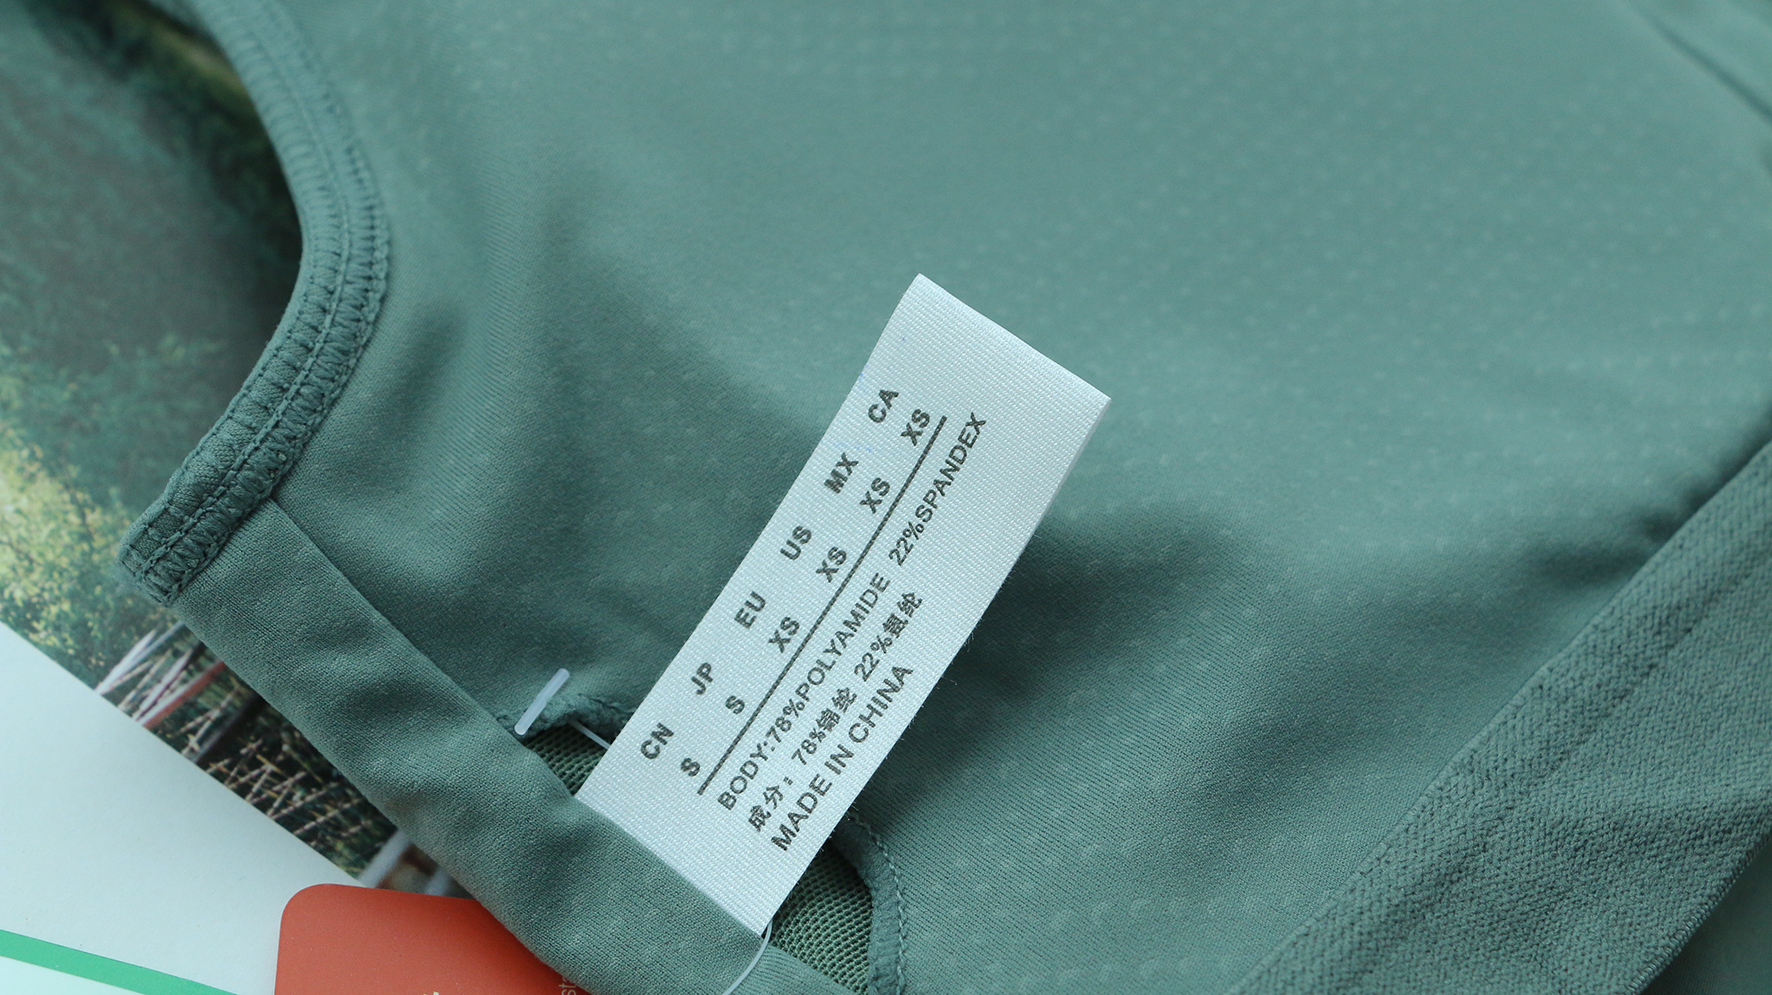 CN JP EU US MX CA
S S XS XS XS XS
BODY:78%POLYAMIDE 22%SPANDEX
成分：78%锦纶 22%氨纶
MADE IN CHINA